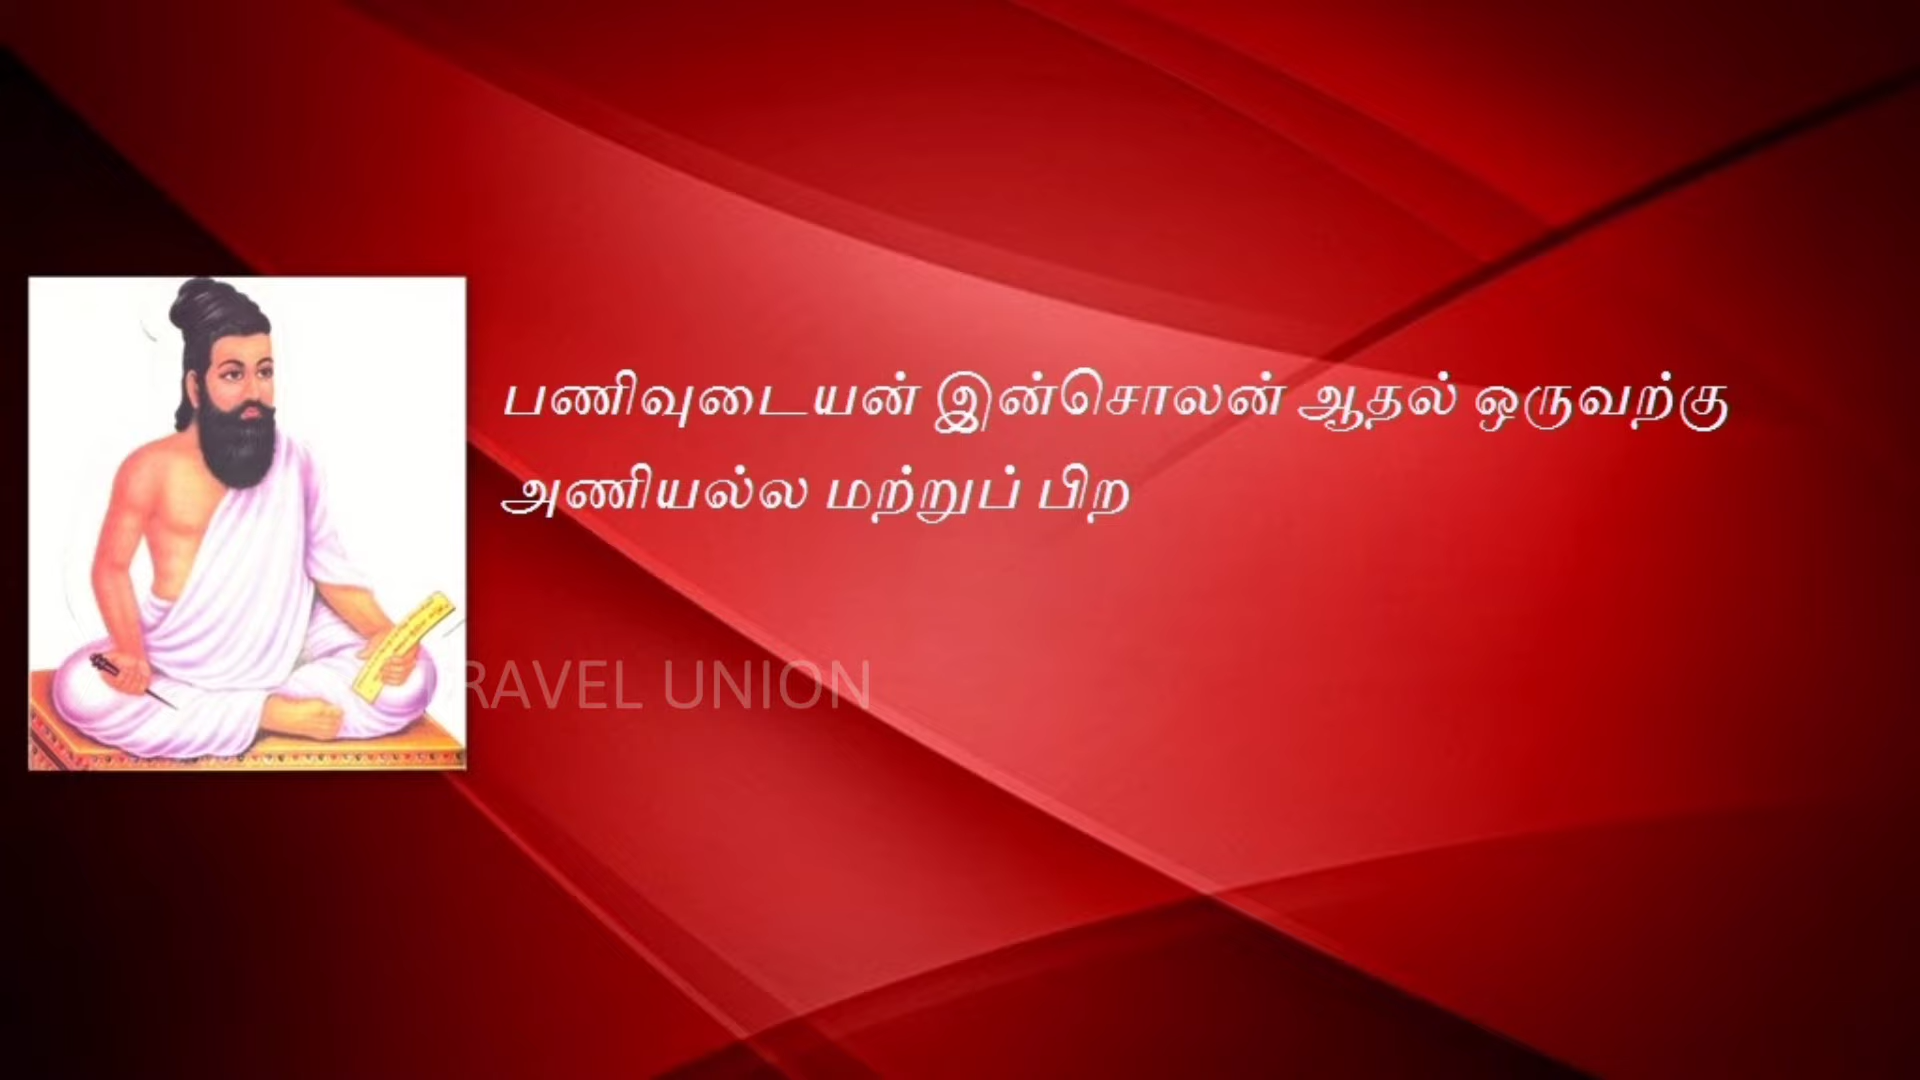 பணிவுடையன் இன்சொலன் ஆதல் ஒருவற்கு
அணியல்ல மற்றுப் பிற
RAVEL UNION